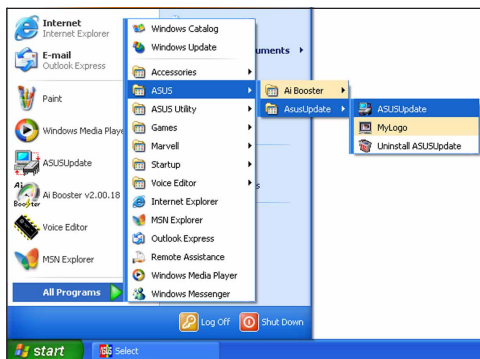 Internet
Internet Explorer
E-mail
Outlook Express
Paint
Windows Media Playe
ASUSUpdate
Ai Booster v2.00.18
Voice Editor
MSN Explorer
All Programs
Windows Catalog
Windows Update
Accessories
ASUS
ASUS Utility
Games
Marvell
Startup
Voice Editor
Internet Explorer
MSN Explorer
Outlook Express
Remote Assistance
Windows Media Player
Windows Messenger
uments
s
Ai Booster
AsusUpdate
ASUSUpdate
MyLogo
Uninstall ASUSUpdate
Log Off
Shut Down
start
Select